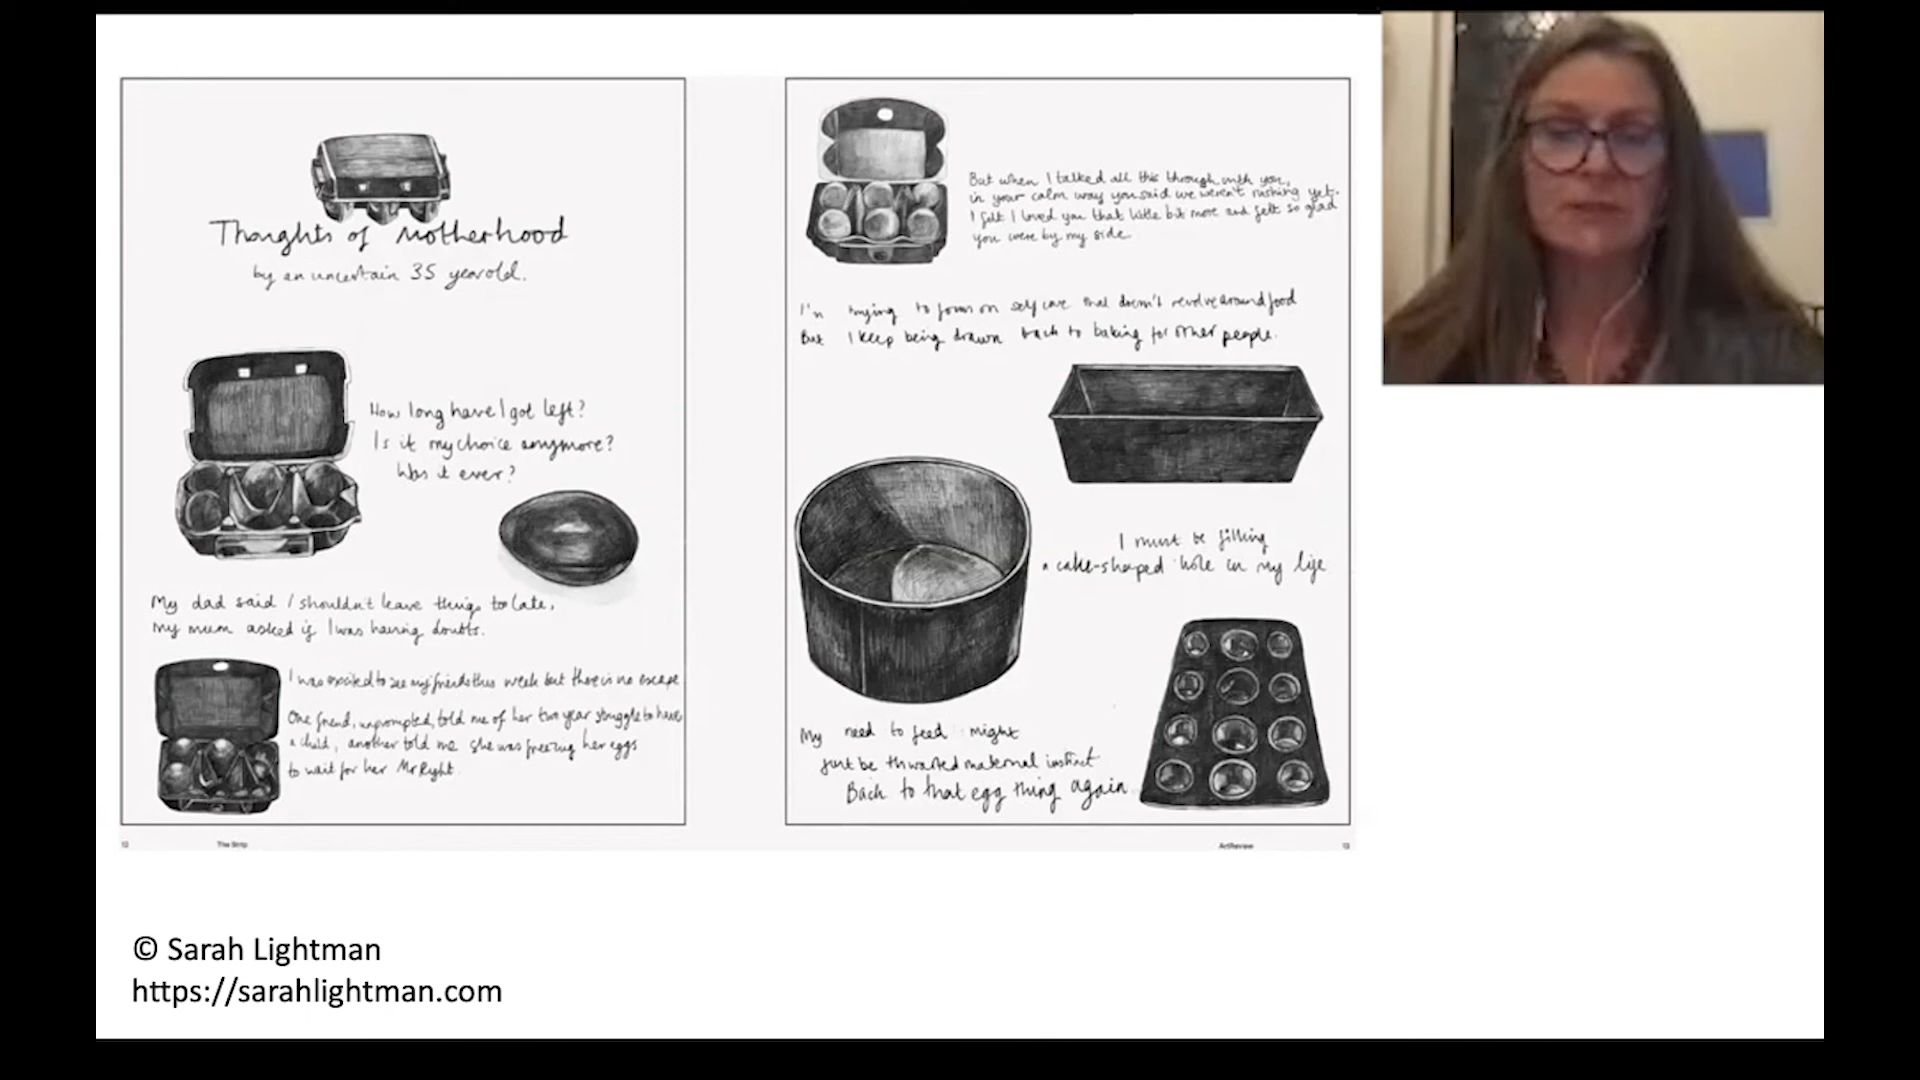 Thoughts of Motherhood
by an uncertain 35 year old.
How long have I got left?
Is it my choice anymore?
Was it ever?
My dad said I shouldn't leave things to late,
my mum asked if I was having doubts.
I was excited to see my friends this week but there is no escape
One friend, unprompted, told me of her two year struggle to have
a child, another told me she was freezing her eggs
to wait for her Mr Right.
12
The Strip
But when I talked all this through with you,
in your calm way you said we weren't rushing yet.
I felt I loved you that little bit more and felt so glad
you were by my side.
I'm trying to focus on self care that doesn't revolve around food
But I keep being drawn back to baking for other people.
I must be filling
a cake-shaped hole in my life
My need to feed might
just be thwarted maternal instinct
Back to that egg thing again
ArtReview
13
© Sarah Lightman
https://sarahlightman.com